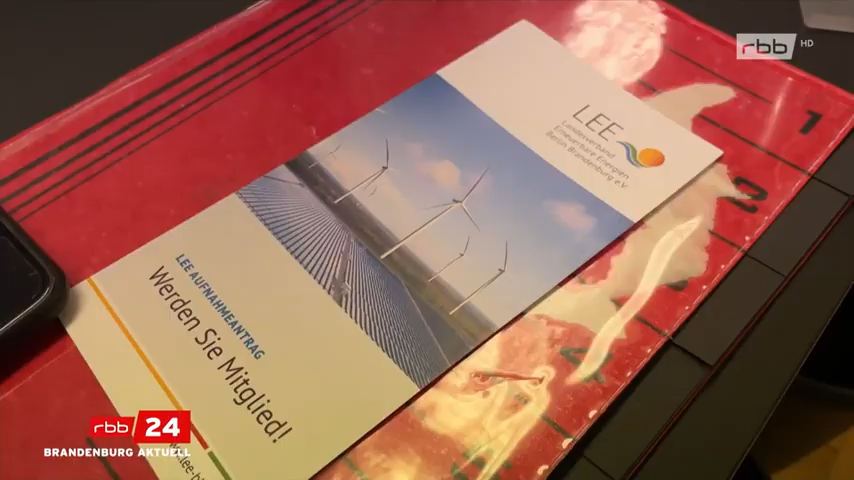 rbb HD
LEE
Landesverband
Erneuerbare Energien
Berlin Brandenburg e.V.
1
2
4
LEE AUFNAHMEANTRAG
Werden Sie Mitglied!
rbb 24
BRANDENBURG AKTUELL